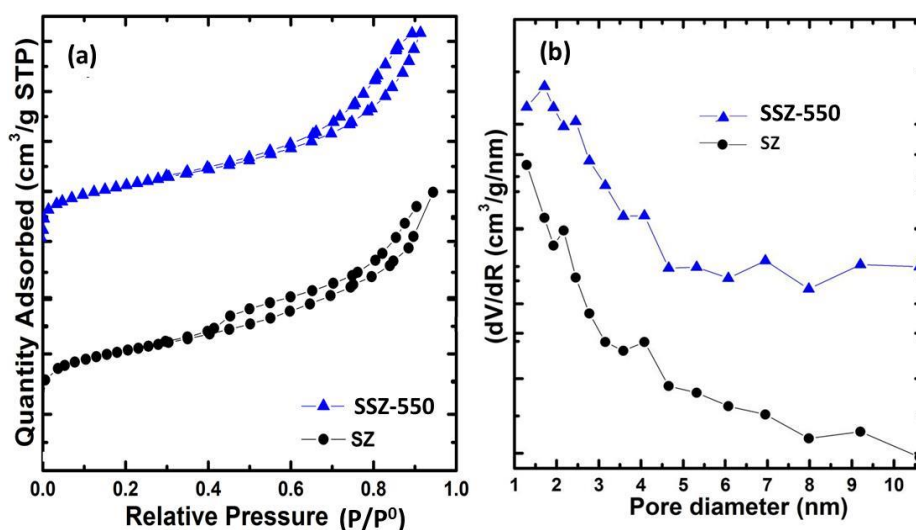 (a)
Quantity Adsorbed (cm³/g STP)
SSZ-550
SZ
0.0 0.2 0.4 0.6 0.8 1.0
Relative Pressure (P/P⁰)
(b)
(dV/dR (cm³/g/nm)
SSZ-550
SZ
1 2 3 4 5 6 7 8 9 10
Pore diameter (nm)